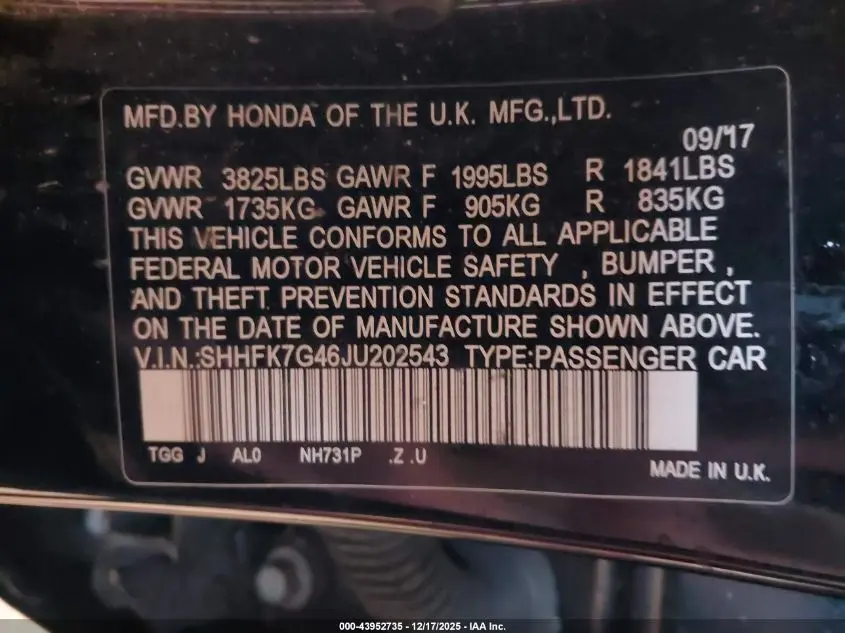 MFD.BY HONDA OF THE U.K. MFG.,LTD.
09/17
GVWR 3825LBS GAWR F 1995LBS R 1841LBS
GVWR 1735KG GAWR F 905KG R 835KG
THIS VEHICLE CONFORMS TO ALL APPLICABLE
FEDERAL MOTOR VEHICLE SAFETY , BUMPER ,
AND THEFT PREVENTION STANDARDS IN EFFECT
ON THE DATE OF MANUFACTURE SHOWN ABOVE.
V.I.N.:SHHFK7G46JU202543 TYPE:PASSENGER CAR
TGG J AL0 NH731P .Z .U
MADE IN U.K.
000-43952735 - 12/17/2025 - IAA Inc.